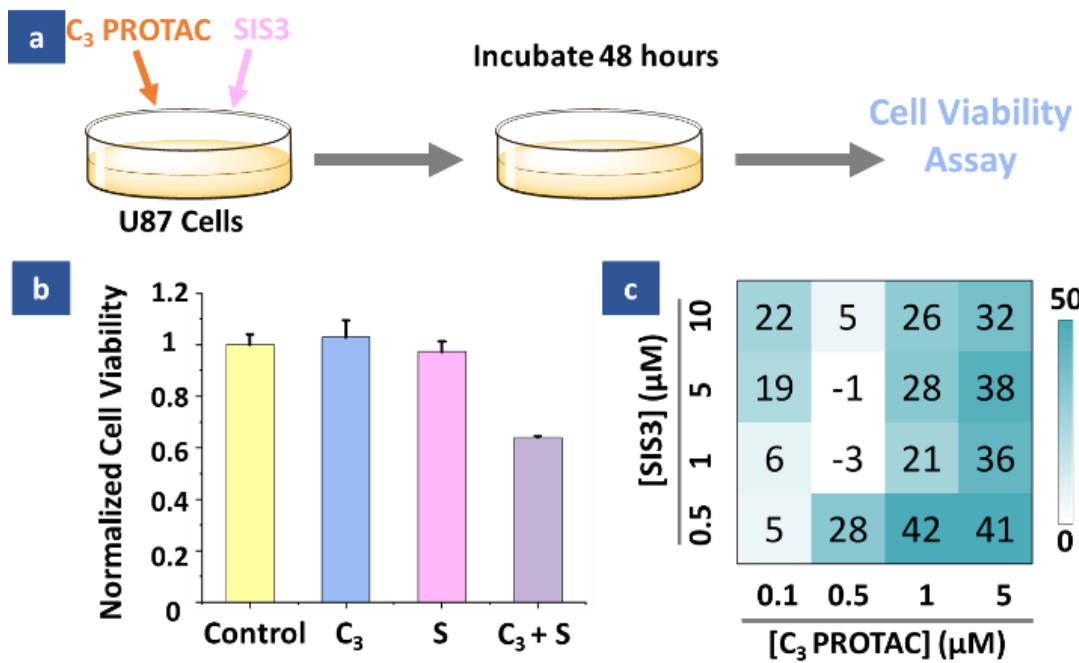 a
C₃ PROTAC SIS3
Incubate 48 hours
Cell Viability
Assay
U87 Cells
b
Normalized Cell Viability
1.2
1
0.8
0.6
0.4
0.2
0
Control C₃ S C₃ + S
c
[SIS3] (µM)
10 22 5 26 32
5 19 -1 28 38
1 6 -3 21 36
0.5 5 28 42 41
0.1 0.5 1 5
[C₃ PROTAC] (µM)
50
0